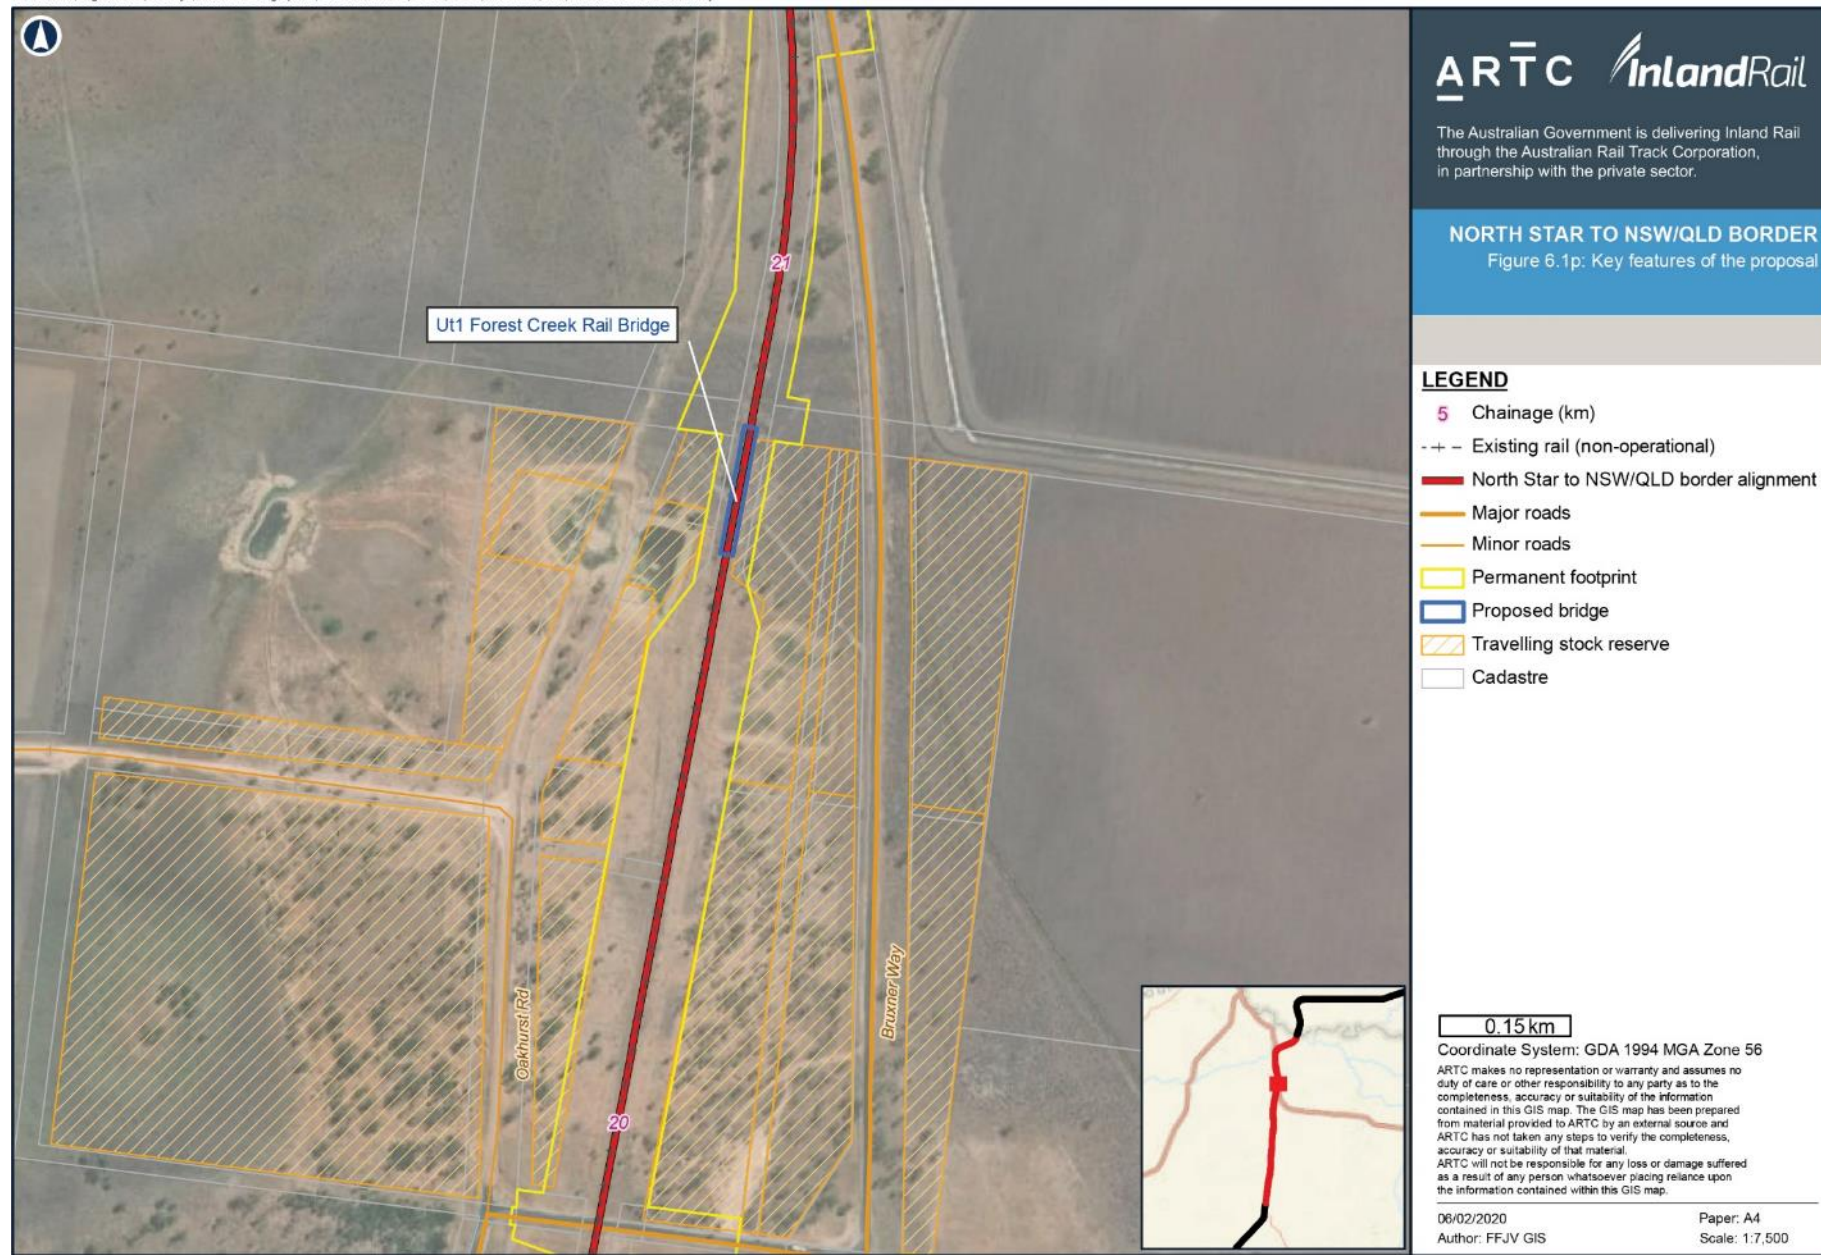 Ut1 Forest Creek Rail Bridge
21
20
Oakhurst Rd
Bruxner Way
ARTC InlandRail
The Australian Government is delivering Inland Rail
through the Australian Rail Track Corporation,
in partnership with the private sector.
NORTH STAR TO NSW/QLD BORDER
Figure 6.1p: Key features of the proposal
LEGEND
5 Chainage (km)
Existing rail (non-operational)
North Star to NSW/QLD border alignment
Major roads
Minor roads
Permanent footprint
Proposed bridge
Travelling stock reserve
Cadastre
0.15 km
Coordinate System: GDA 1994 MGA Zone 56
ARTC makes no representation or warranty and assumes no
duty of care or other responsibility to any party as to the
completeness, accuracy or suitability of the information
contained in this GIS map. The GIS map has been prepared
from material provided to ARTC by an external source and
ARTC has not taken any steps to verify the completeness,
accuracy or suitability of that material.
ARTC will not be responsible for any loss or damage suffered
as a result of any person whatsoever placing reliance upon
the information contained within this GIS map.
06/02/2020 Paper: A4
Author: FFJV GIS Scale: 1:7,500